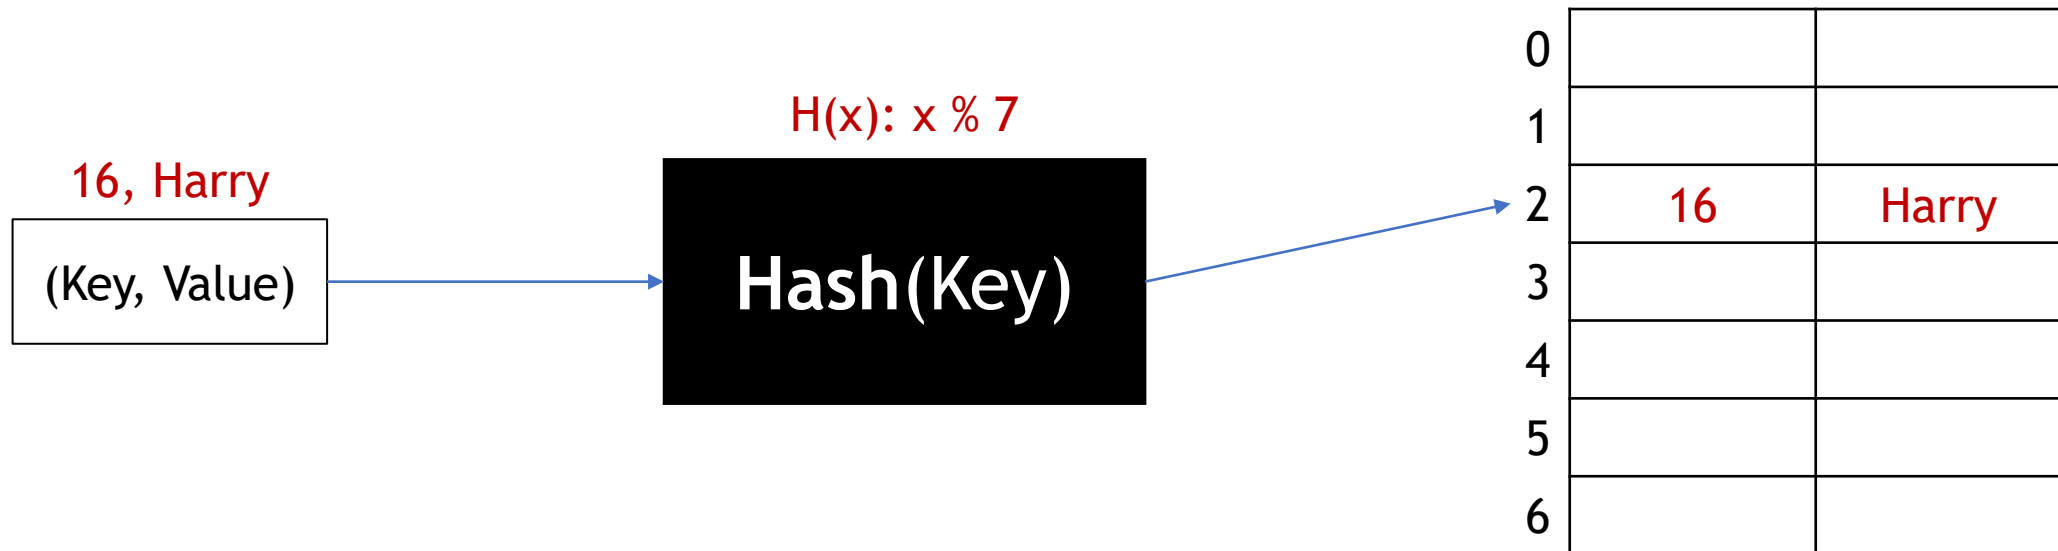 16, Harry
(Key, Value)
H(x): x % 7
Hash(Key)
0
1
2 16 Harry
3
4
5
6